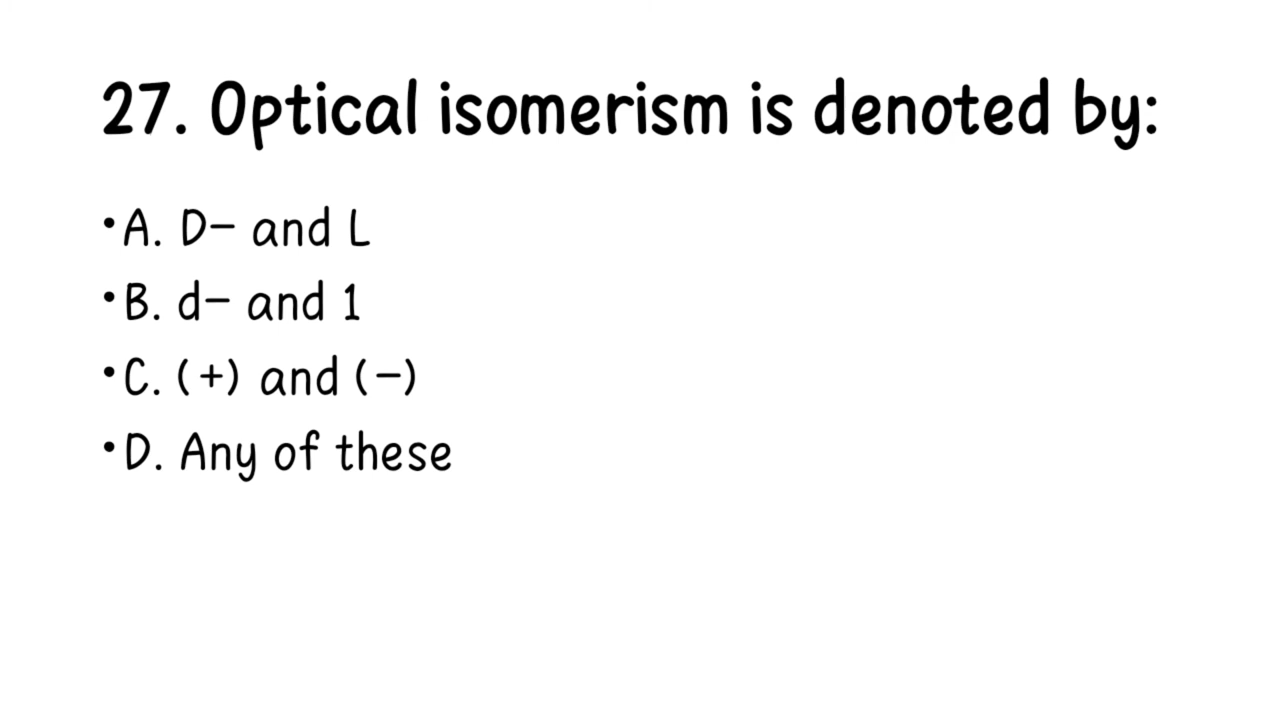 27. Optical isomerism is denoted by:
•A. D– and L
•B. d– and 1
•C. (+) and (–)
•D. Any of these